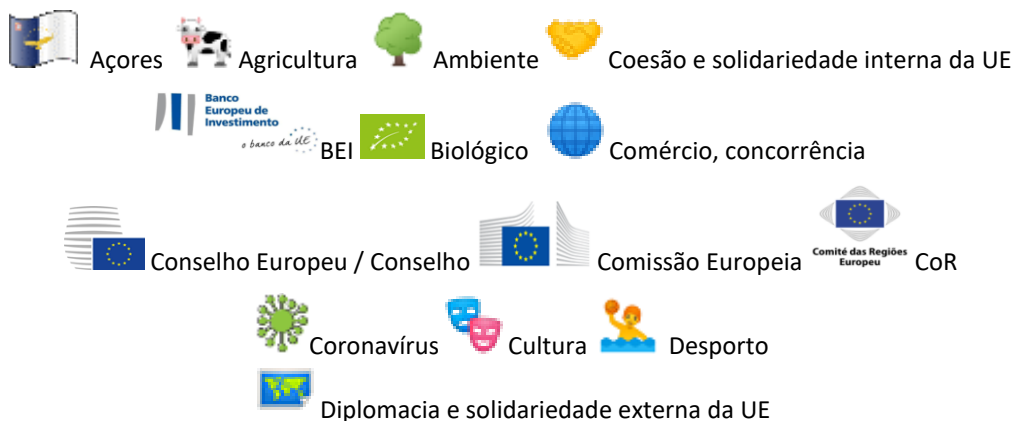 Açores Agricultura Ambiente Coesão e solidariedade interna da UE
Banco
Europeu de
Investimento
o banco da UE
BEI Biológico Comércio, concorrência
Comité das Regiões
Europeu
Conselho Europeu / Conselho Comissão Europeia CoR
Coronavírus Cultura Desporto
Diplomacia e solidariedade externa da UE